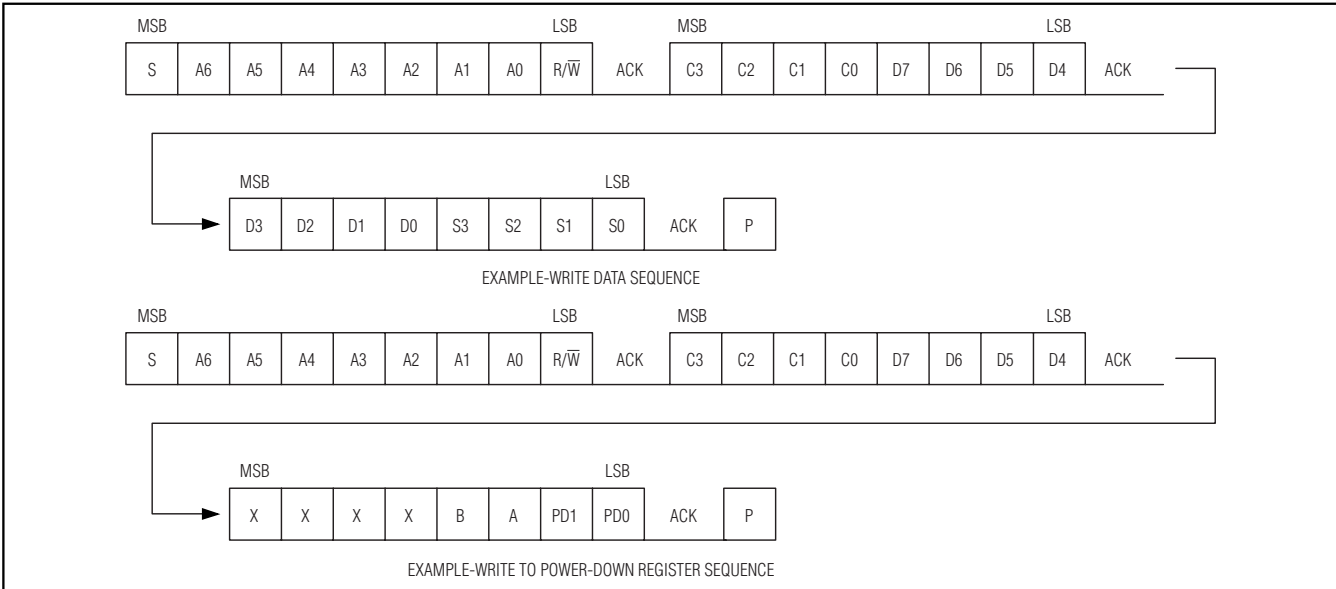 MSB LSB MSB LSB
S A6 A5 A4 A3 A2 A1 A0 R/W̅ ACK C3 C2 C1 C0 D7 D6 D5 D4 ACK
MSB LSB
D3 D2 D1 D0 S3 S2 S1 S0 ACK P
EXAMPLE-WRITE DATA SEQUENCE
MSB LSB MSB LSB
S A6 A5 A4 A3 A2 A1 A0 R/W̅ ACK C3 C2 C1 C0 D7 D6 D5 D4 ACK
MSB LSB
X X X X B A PD1 PD0 ACK P
EXAMPLE-WRITE TO POWER-DOWN REGISTER SEQUENCE